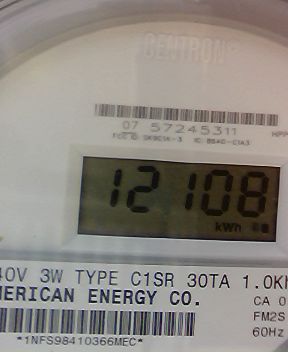 CENTRON
07 57245311
12108
kWh
40V 3W TYPE C1SR 30TA 1.0K
MERICAN ENERGY CO.
CA 0
FM2S
60Hz
*1NFS98410366MEC*